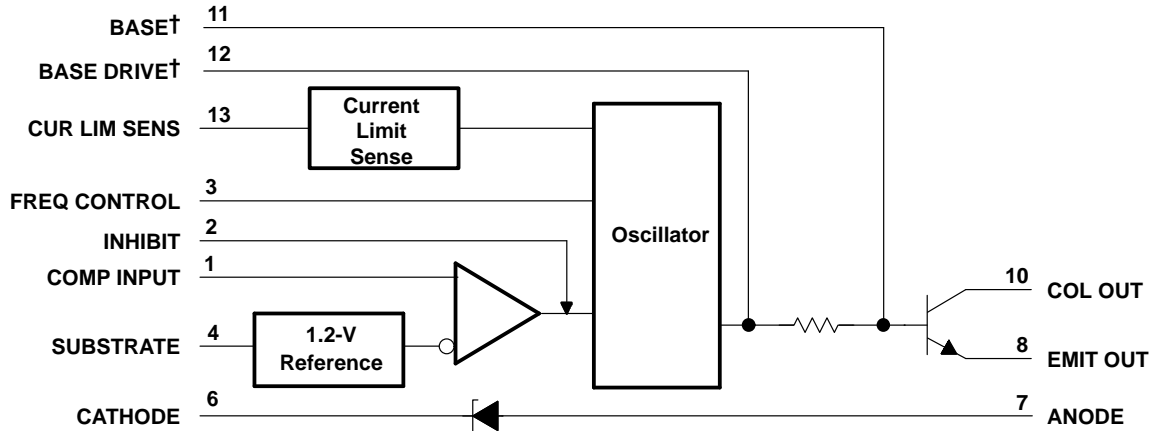 BASE†
11
BASE DRIVE†
12
CUR LIM SENS
13
Current
Limit
Sense
FREQ CONTROL
3
INHIBIT
2
COMP INPUT
1
SUBSTRATE
4
1.2-V
Reference
Oscillator
10
COL OUT
8
EMIT OUT
CATHODE
6
7
ANODE